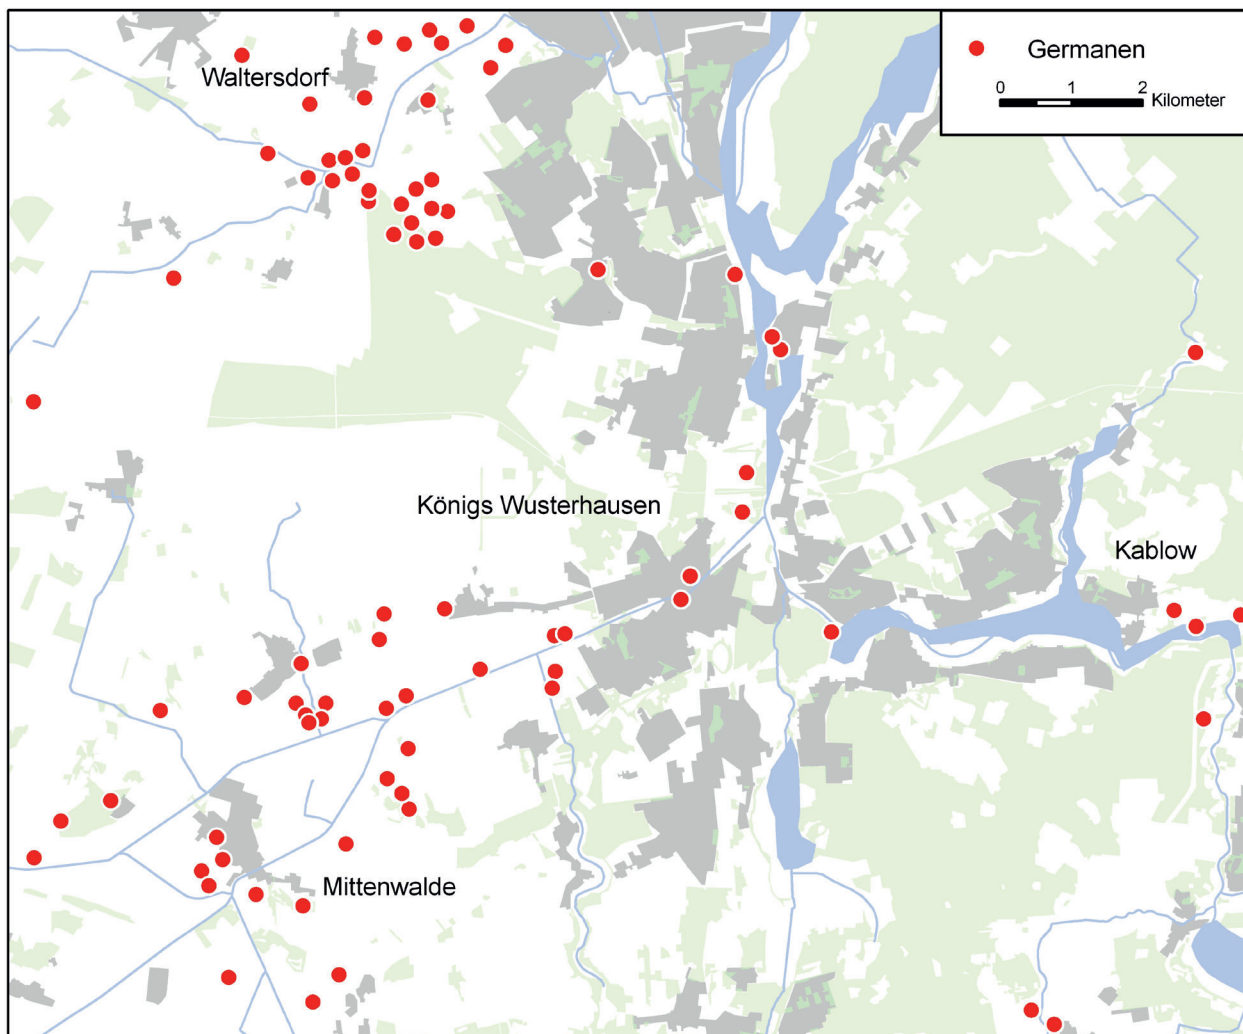 Germanen
0 1 2 Kilometer
Waltersdorf
Königs Wusterhausen
Kablow
Mittenwalde